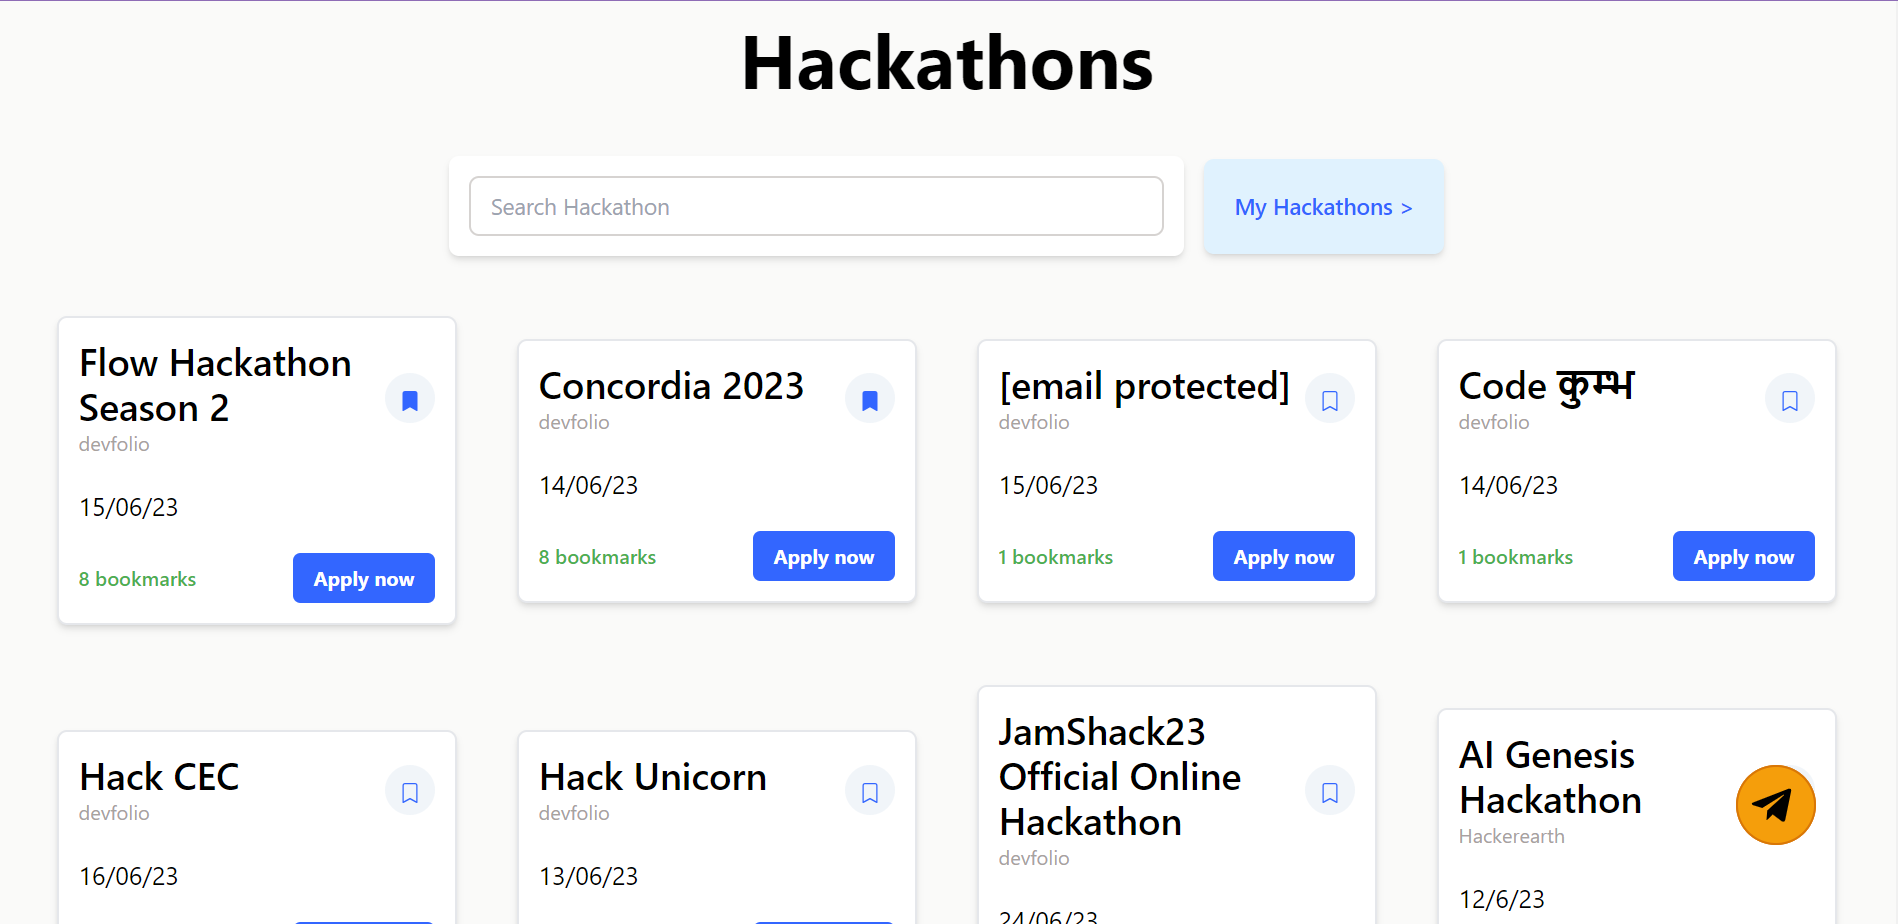 Hackathons
Search Hackathon
My Hackathons >
Flow Hackathon
Season 2
devfolio
15/06/23
8 bookmarks
Apply now
Concordia 2023
devfolio
14/06/23
8 bookmarks
Apply now
[email protected]
devfolio
15/06/23
1 bookmarks
Apply now
Code कुम्भ
devfolio
14/06/23
1 bookmarks
Apply now
Hack CEC
devfolio
16/06/23
Hack Unicorn
devfolio
13/06/23
JamShack23
Official Online
Hackathon
devfolio
24/06/23
AI Genesis
Hackathon
Hackerearth
12/6/23